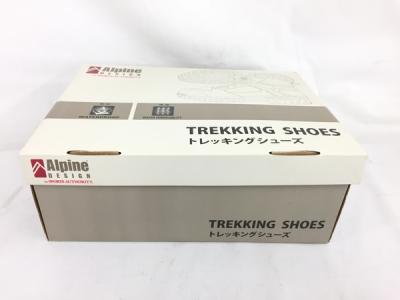 Alpine
DESIGN
WATERPROOF
TREKKING SHOES
トレッキングシューズ
Alpine
DESIGN
by SPORTS AUTHORITY
TREKKING SHOES
トレッキングシューズ